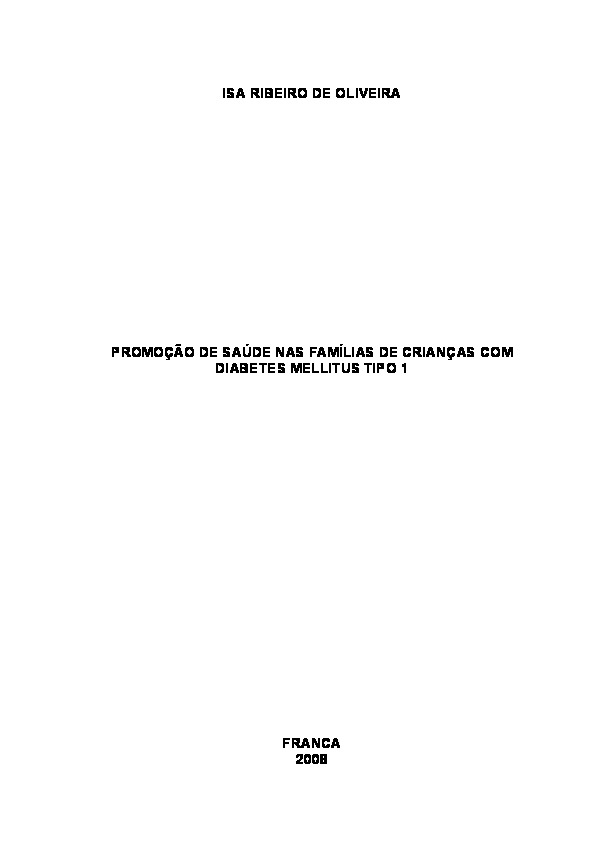 ISA RIBEIRO DE OLIVEIRA
PROMOÇÃO DE SAÚDE NAS FAMÍLIAS DE CRIANÇAS COM
DIABETES MELLITUS TIPO 1
FRANCA
2008